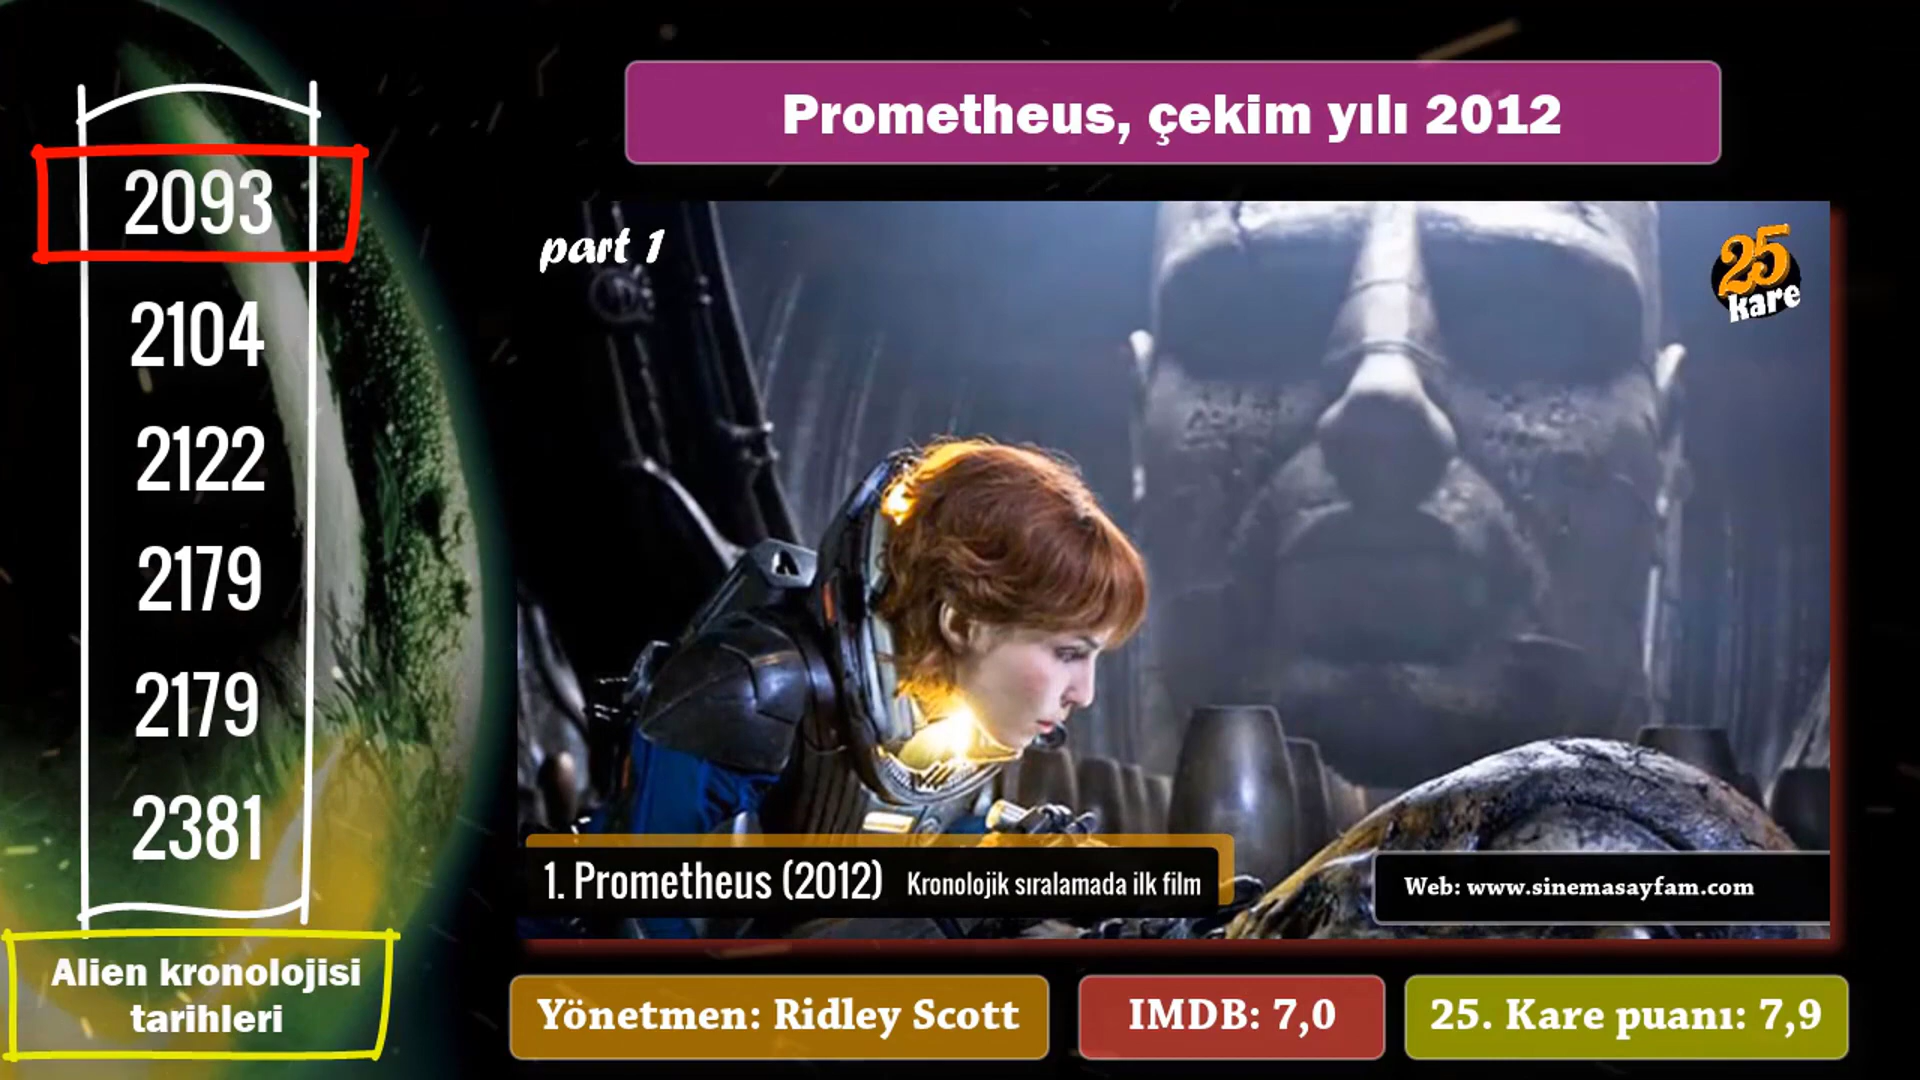 Prometheus, çekim yılı 2012
2093
2104
2122
2179
2179
2381
Alien kronolojisi
tarihleri
part 1
25
kare
1. Prometheus (2012) Kronolojik sıralamada ilk film
Web: www.sinemasayfam.com
Yönetmen: Ridley Scott
IMDB: 7,0
25. Kare puanı: 7,9